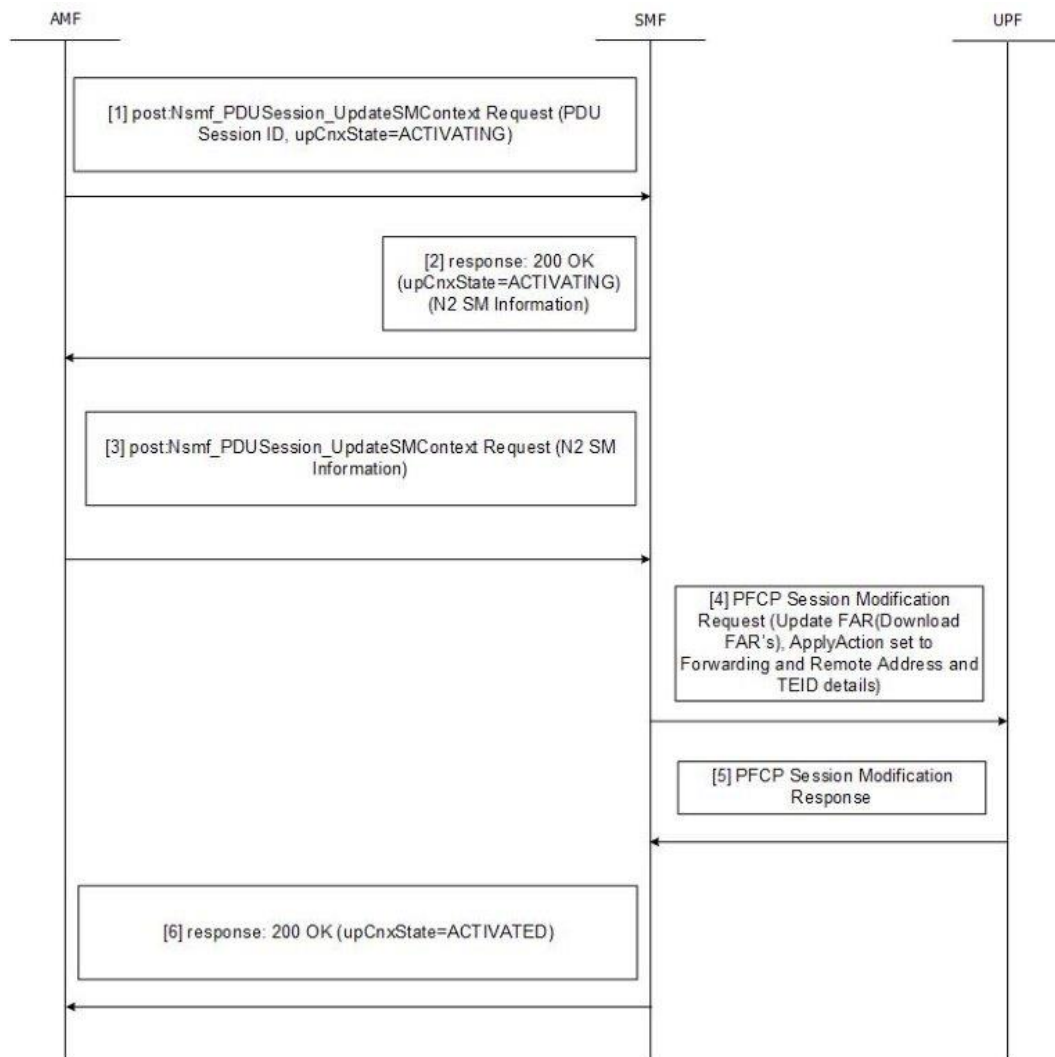 AMF
SMF
UPF
[1] post:Nsmf_PDUSession_UpdateSMContext Request (PDU
Session ID, upCnxState=ACTIVATING)
[2] response: 200 OK
(upCnxState=ACTIVATING)
(N2 SM Information)
[3] post:Nsmf_PDUSession_UpdateSMContext Request (N2 SM
Information)
[4] PFCP Session Modification
Request (Update FAR(Download
FAR's), ApplyAction set to
Forwarding and Remote Address and
TEID details)
[5] PFCP Session Modification
Response
[6] response: 200 OK (upCnxState=ACTIVATED)